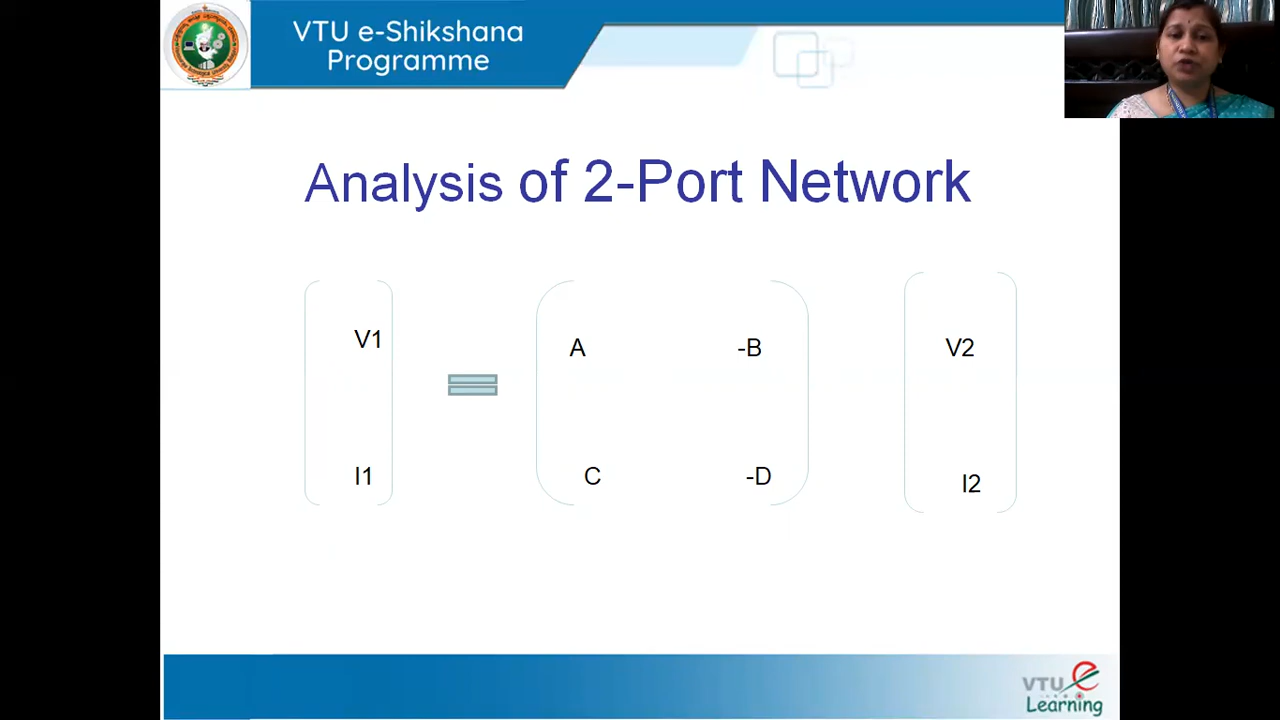 VTU e-Shikshana
Programme
Analysis of 2-Port Network
V1 A -B V2
I1 C -D I2
VTU e
Learning